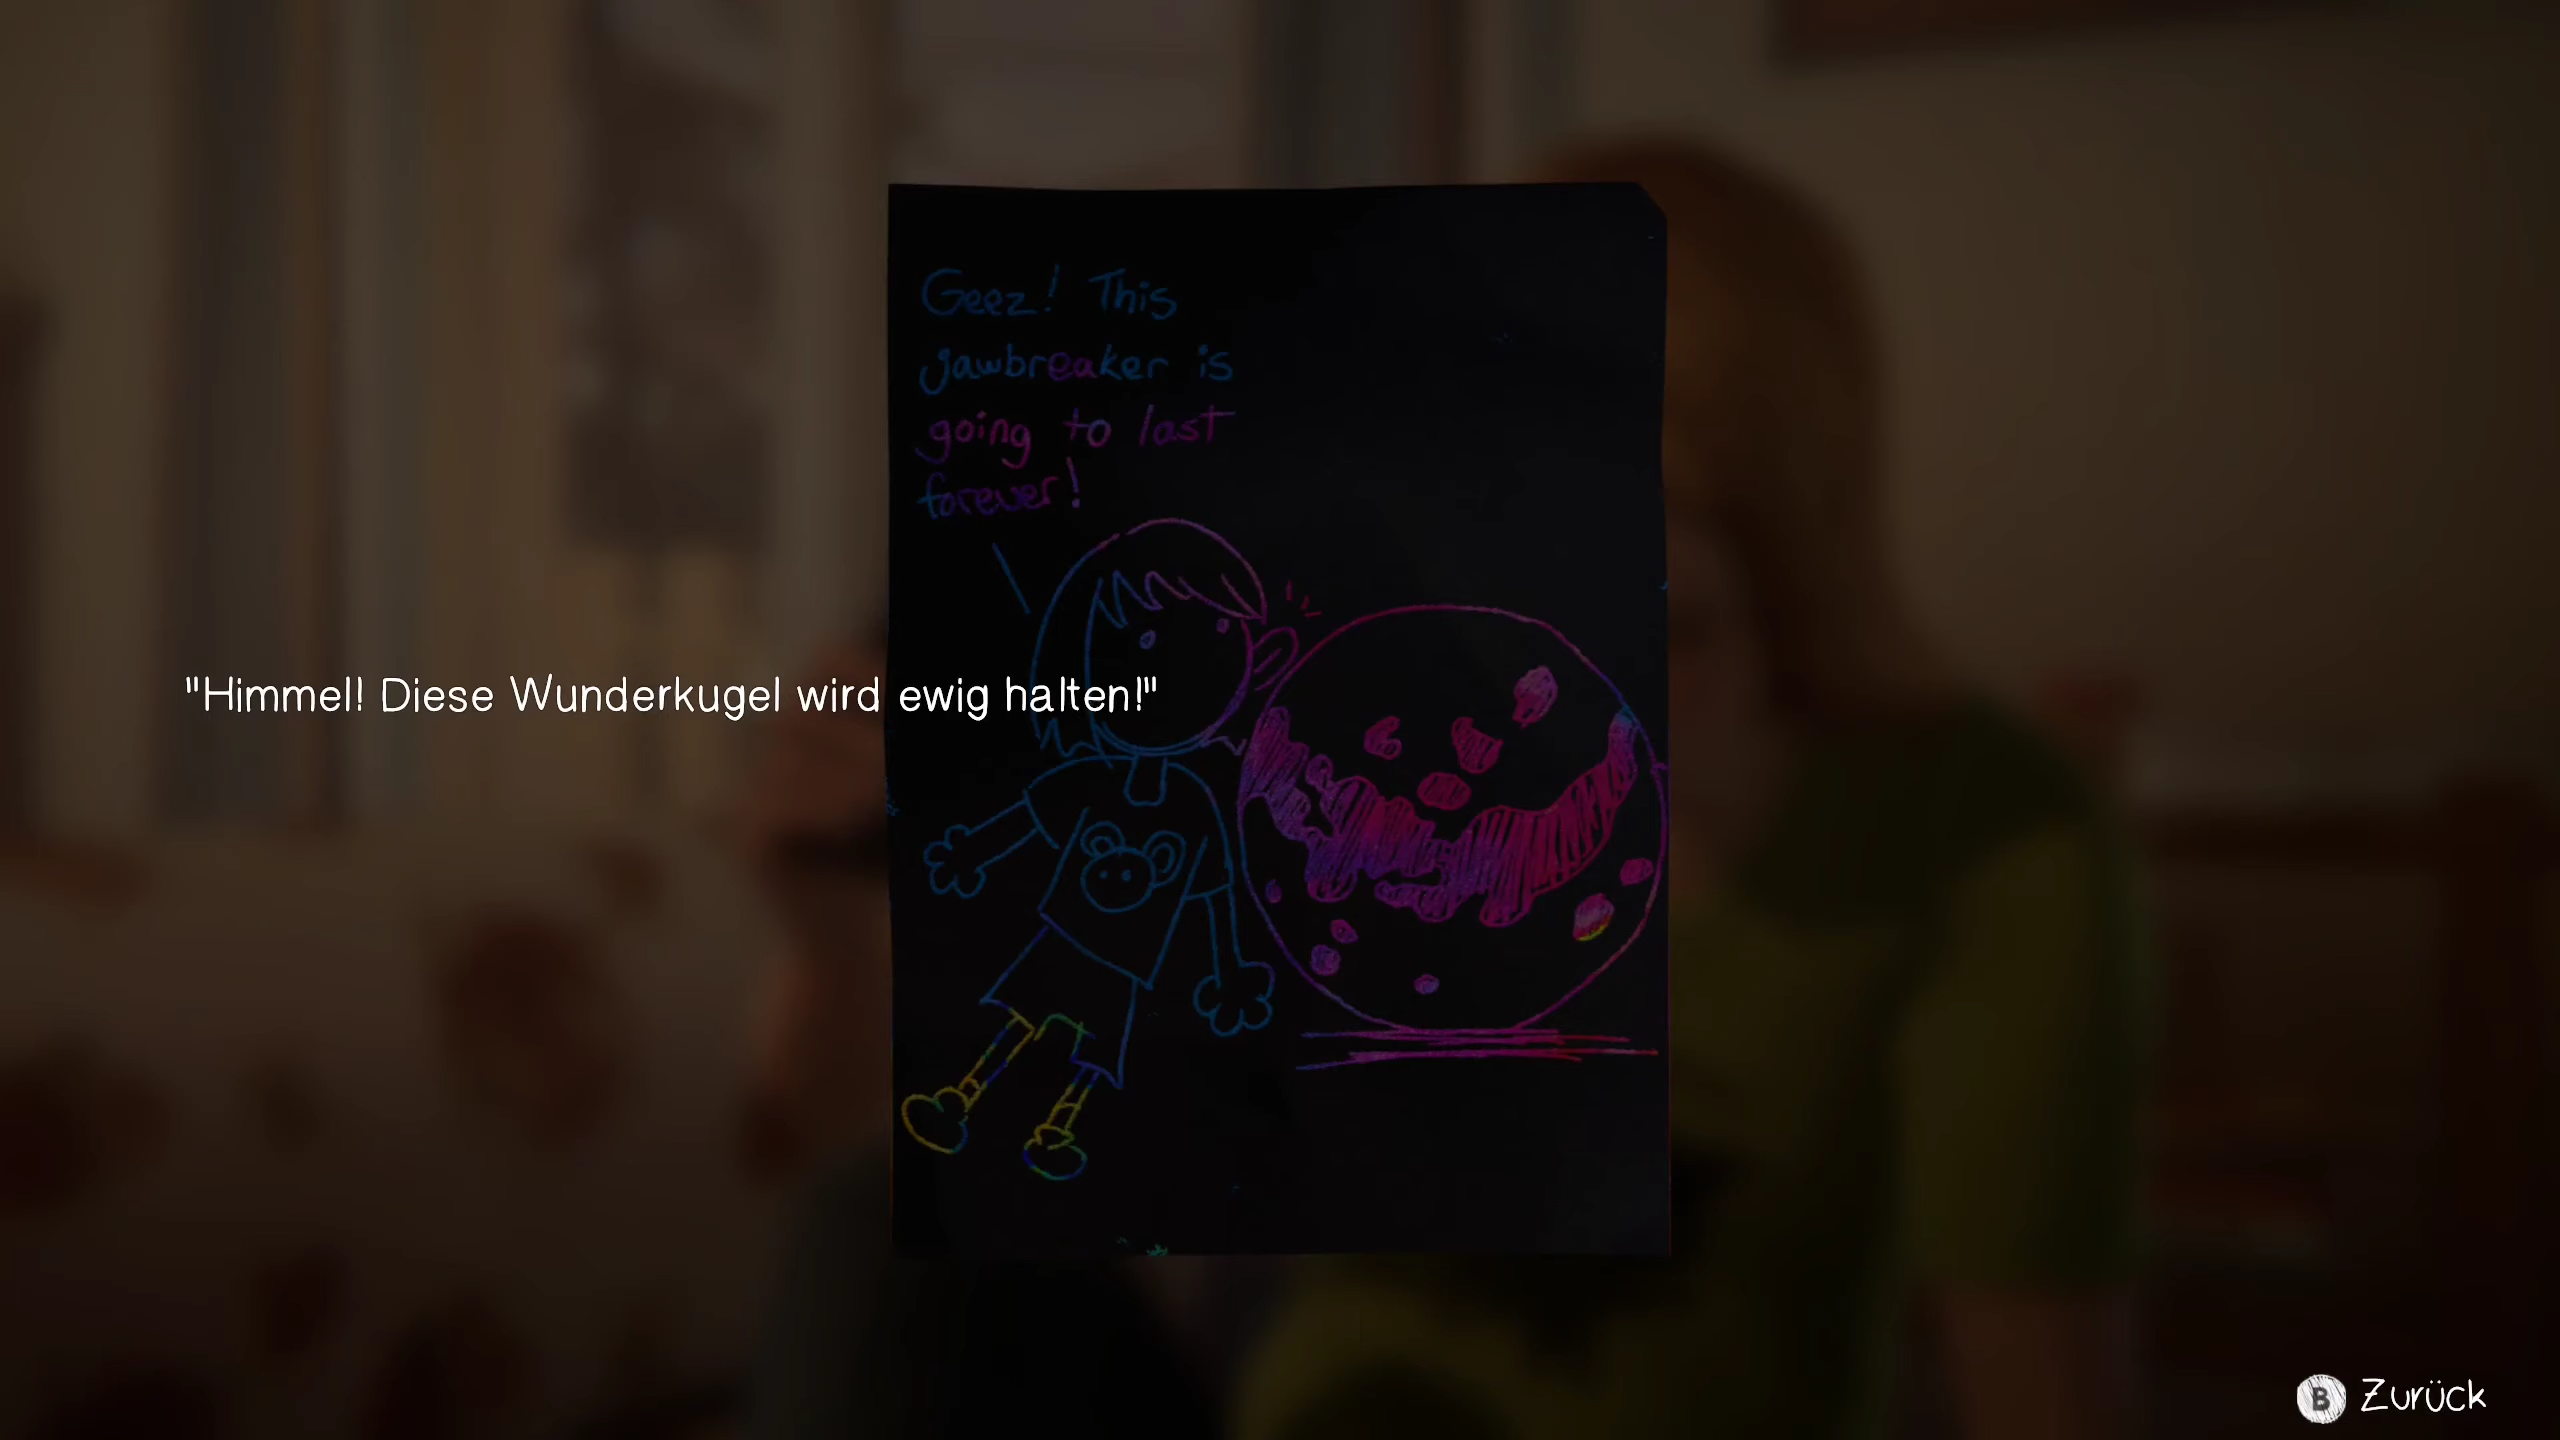 Geez! This
jawbreaker is
going to last
forever!
"Himmel! Diese Wunderkugel wird ewig halten!"
B Zurück